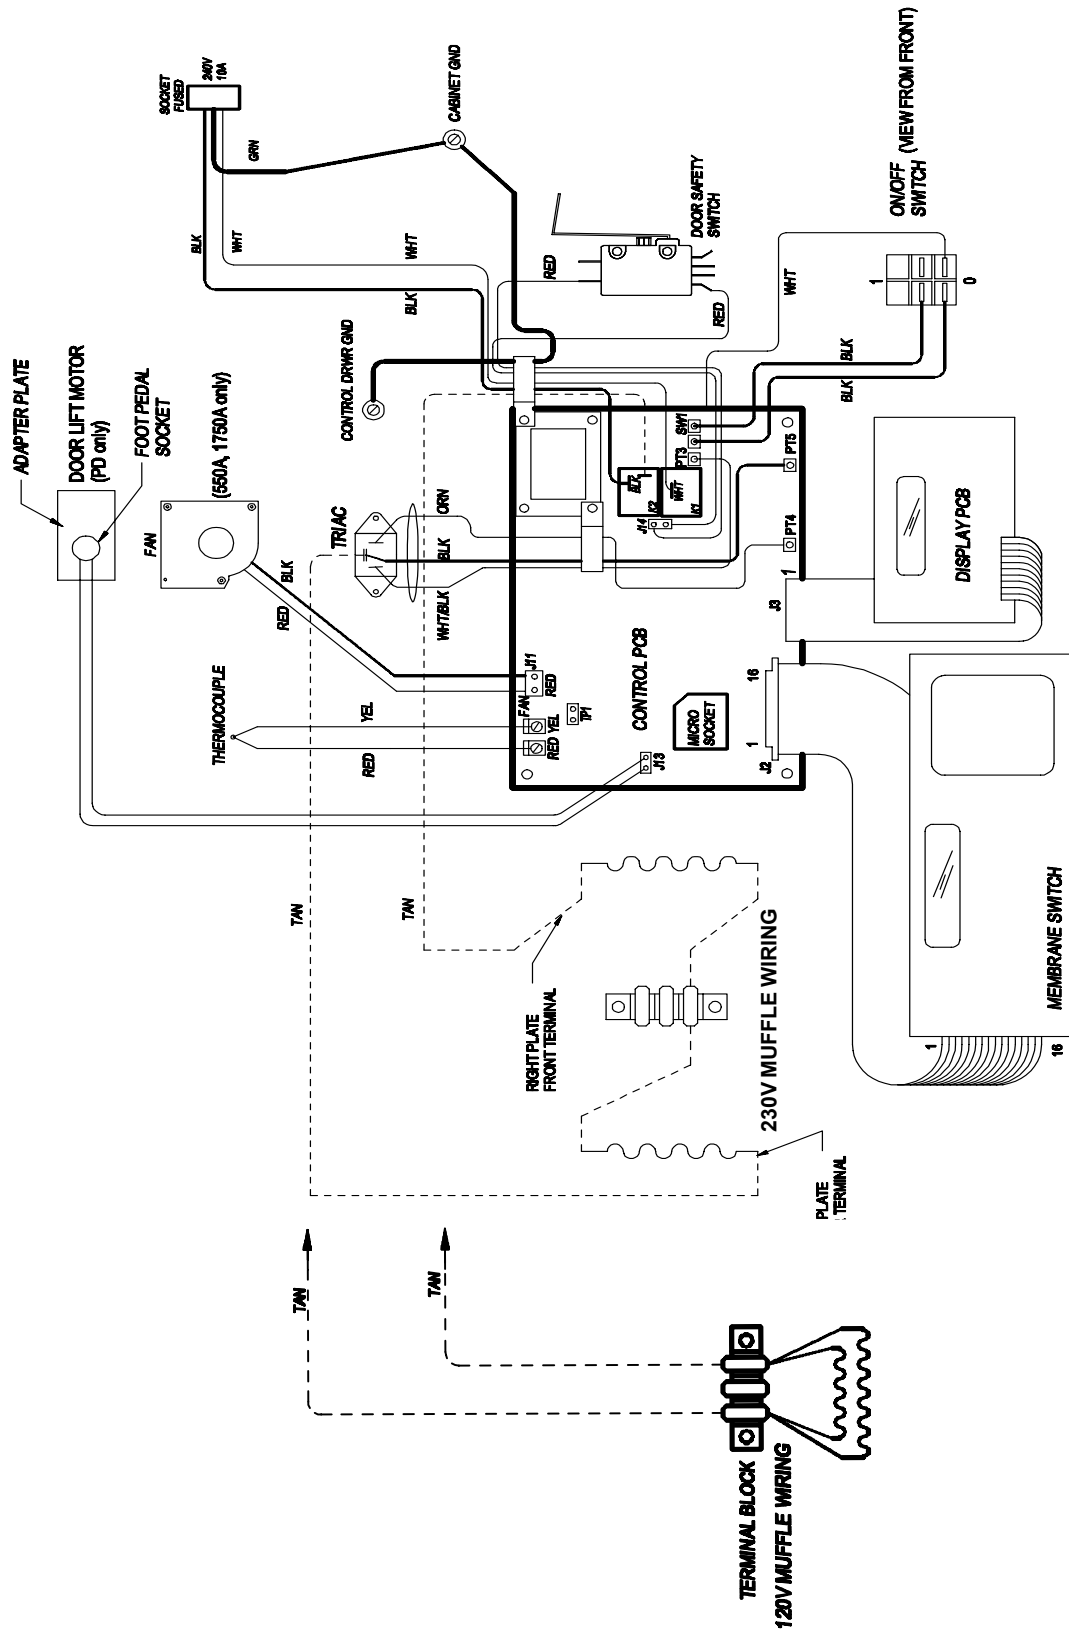 ADAPTER PLATE
DOOR LIFT MOTOR
(PD only)
FOOT PEDAL
SOCKET
FAN
(550A, 1750A only)
SOCKET
FUSED
240V
10A
GRN
BLK
WHT
CABINET GND
WHT
BLK
CONTROL DRWR GND
RED
DOOR SAFETY
SWITCH
RED
WHT
ON/OFF
SWITCH
(VIEW FROM FRONT)
1
0
BLK
BLK
TRIAC
ORN
BLK
WHT/BLK
BLK
RED
THERMOCOUPLE
YEL
RED
FAN
J11
RED
YEL
RED
TP1
J13
CONTROL PCB
MICRO
SOCKET
J14
K2
BLK
K1
WHT
PT3
SW1
PT4
PT5
1
J3
16
1
J2
DISPLAY PCB
MEMBRANE SWITCH
1
16
TAN
TAN
RIGHT PLATE
FRONT TERMINAL
230V MUFFLE WIRING
PLATE
TERMINAL
TAN
TAN
TERMINAL BLOCK
120V MUFFLE WIRING